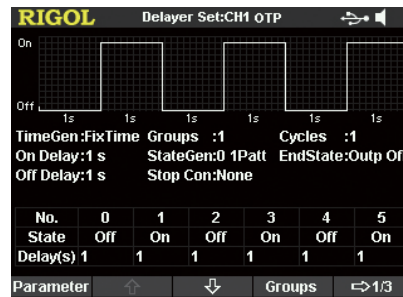 RIGOL Delayer Set:CH1 OTP
On
Off
1s 1s 1s 1s 1s 1s
TimeGen:FixTime Groups :1 Cycles :1
On Delay:1 s StateGen:0 1Patt EndState:Outp Of
Off Delay:1 s Stop Con:None
No. 0 1 2 3 4 5
State Off On Off On Off On
Delay(s) 1 1 1 1 1 1
Parameter Groups 1/3